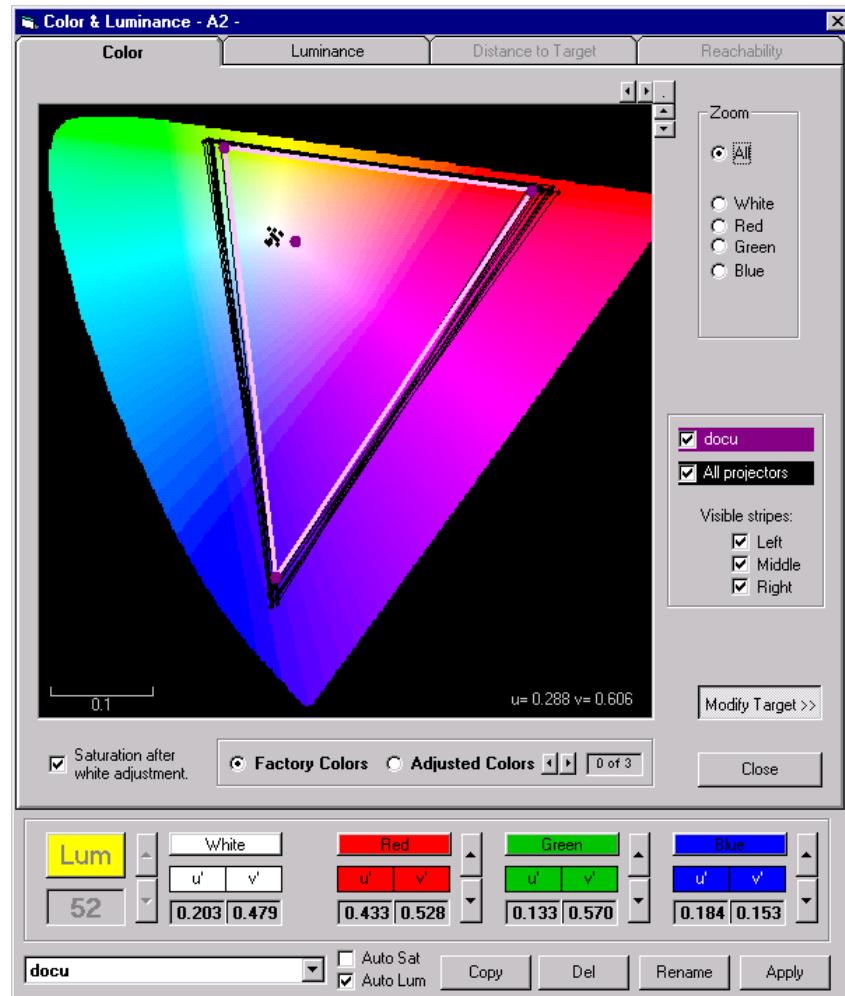 Color & Luminance - A2 -
Color Luminance Distance to Target Reachability
Zoom
All
White
Red
Green
Blue
docu
All projectors
Visible stripes:
Left
Middle
Right
0.1
u= 0.288 v= 0.606
Modify Target >>
Saturation after
white adjustment.
Factory Colors Adjusted Colors 0 of 3
Close
Lum White Red Green Blue
u' v' u' v' u' v' u' v'
52 0.203 0.479 0.433 0.528 0.133 0.570 0.184 0.153
docu
Auto Sat
Auto Lum
Copy Del Rename Apply